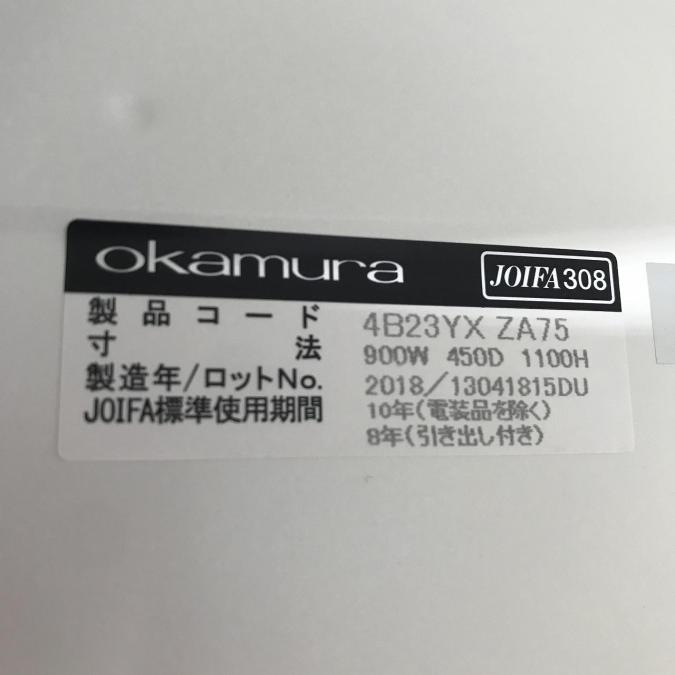 okamura JOIFA308
製品コード 4B23YX ZA75
寸法 900W 450D 1100H
製造年/ロットNo. 2018/13041815DU
JOIFA標準使用期間 10年(電装品を除く)
8年(引き出し付き)